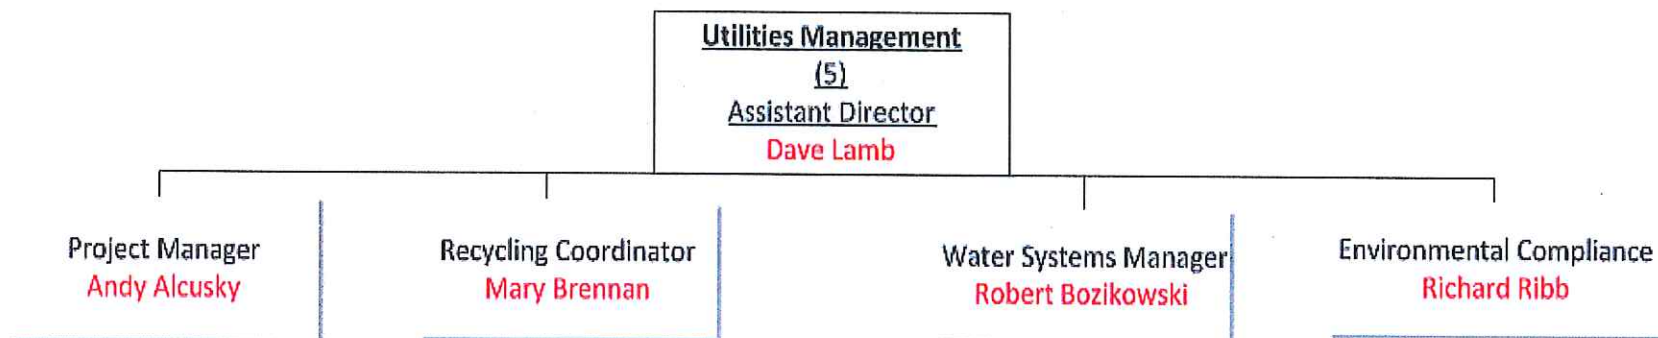 Utilities Management
(5)
Assistant Director
Dave Lamb
Project Manager
Andy Alcusky
Recycling Coordinator
Mary Brennan
Water Systems Manager
Robert Bozikowski
Environmental Compliance
Richard Ribb